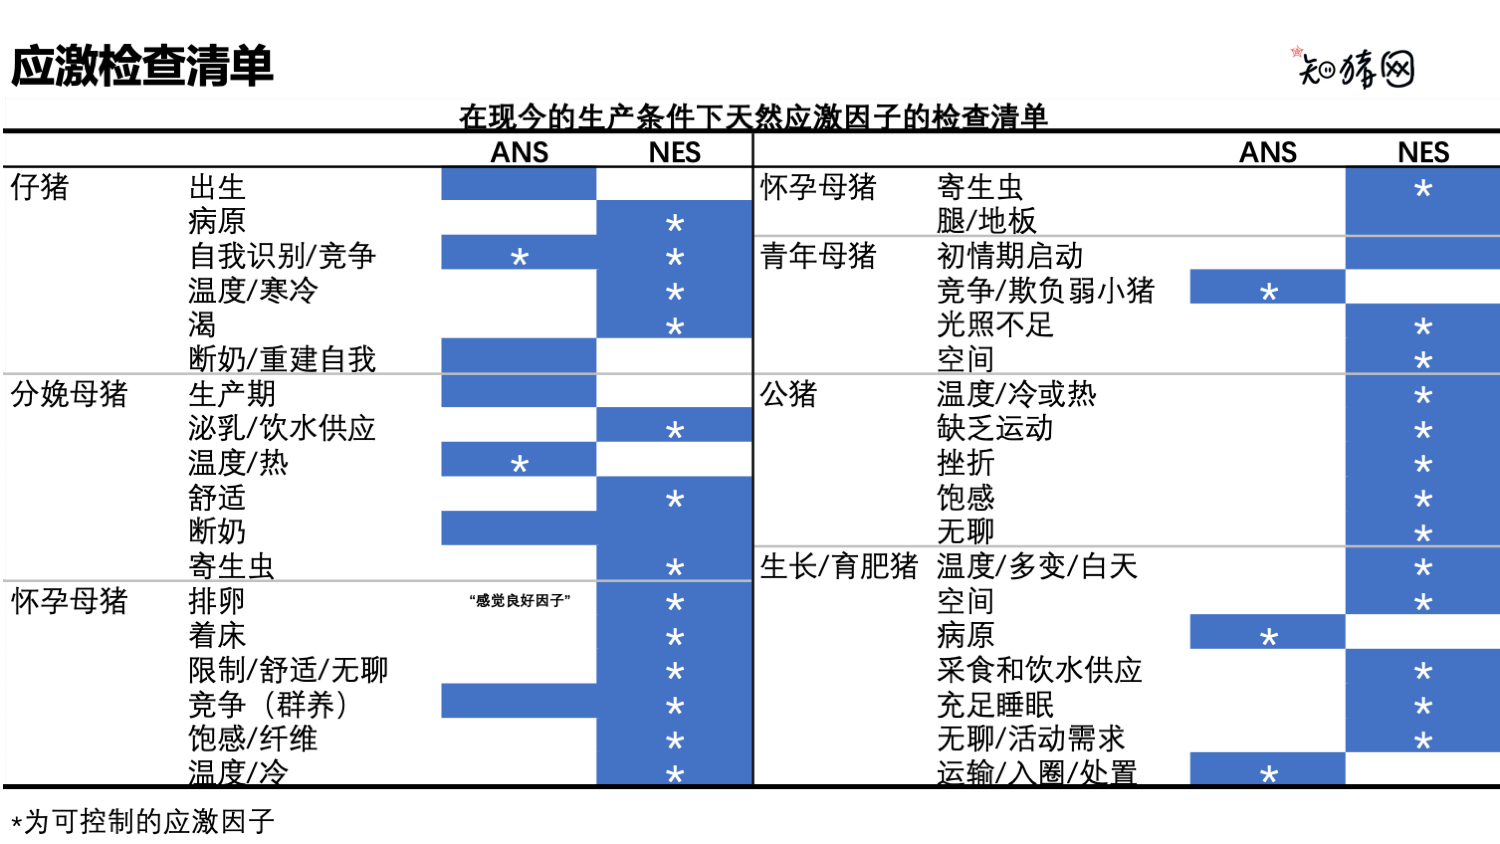 应激检查清单
知猪网
在现今的生产条件下天然应激因子的检查清单
ANS NES ANS NES
仔猪 出生
病原 *
自我识别/竞争 * *
温度/寒冷 *
渴 *
断奶/重建自我
分娩母猪 生产期
泌乳/饮水供应 *
温度/热 *
舒适 *
断奶
寄生虫 *
怀孕母猪 排卵 “感觉良好因子” *
着床 *
限制/舒适/无聊 *
竞争（群养） *
饱感/纤维 *
温度/冷 *
怀孕母猪 寄生虫 *
腿/地板
青年母猪 初情期启动
竞争/欺负弱小猪 *
光照不足 *
空间 *
公猪 温度/冷或热 *
缺乏运动 *
挫折 *
饱感 *
无聊 *
生长/育肥猪 温度/多变/白天 *
空间 *
病原 *
采食和饮水供应 *
充足睡眠 *
无聊/活动需求 *
运输/入圈/处置 *
*为可控制的应激因子